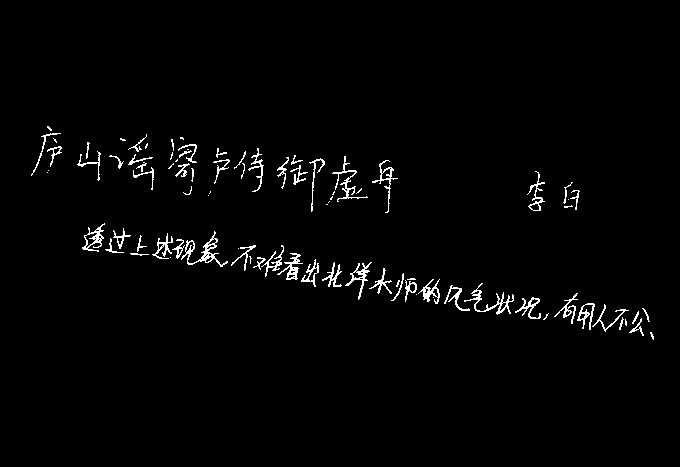 庐山谣寄卢侍御虚舟 李白
透过上述现象,不难看出北洋水师的风气状况,有用人不公、